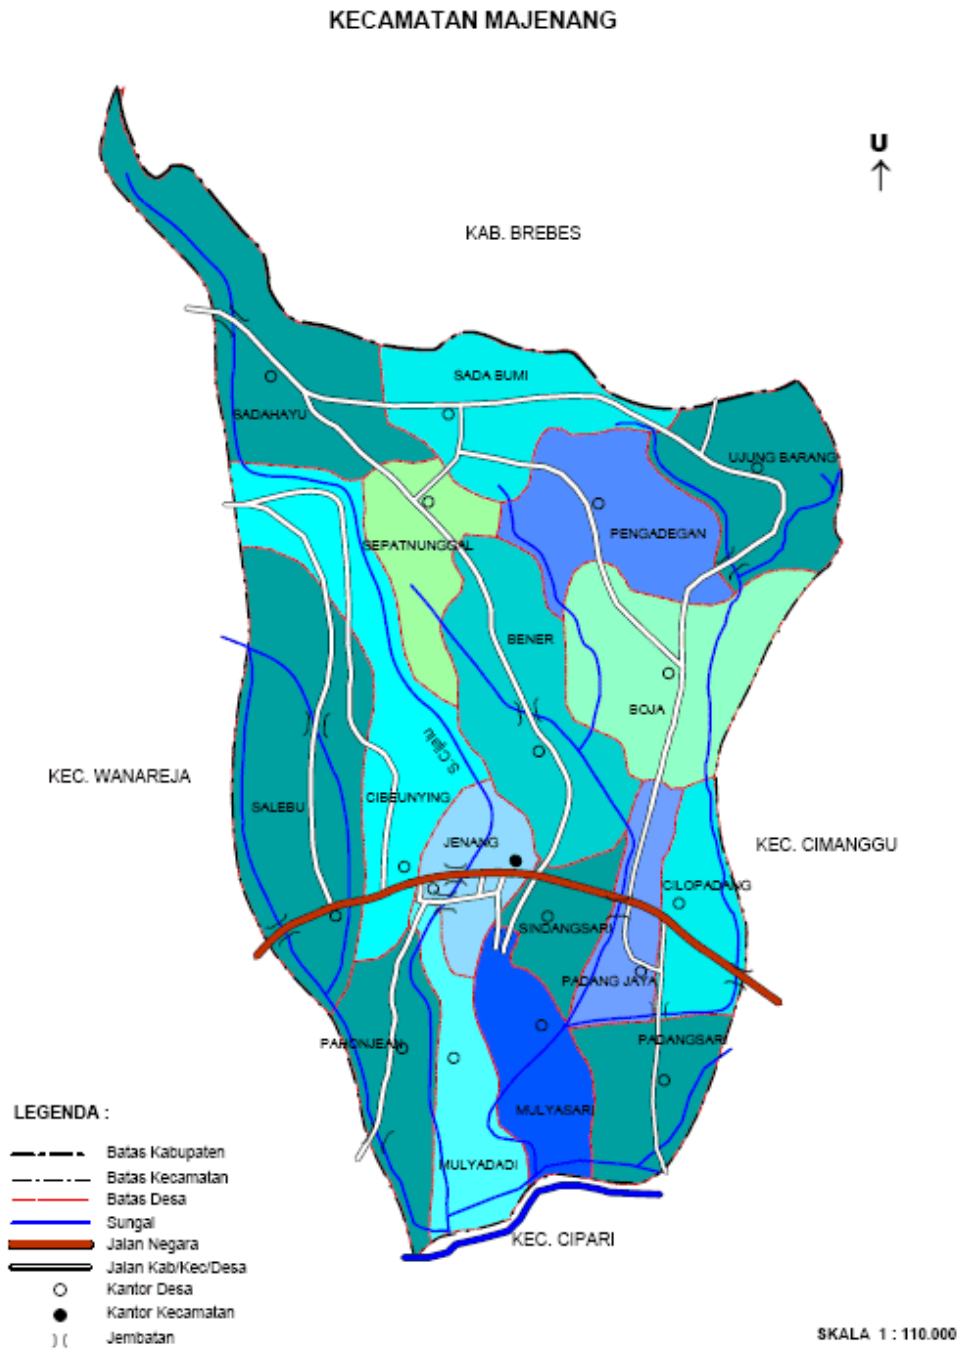 KECAMATAN MAJENANG
U
KAB. BREBES
SADA BUMI
SADAHAYU
UJUNG BARANG
PENGADEGAN
SEPATNUNGGAL
BENER
BOJA
S. Cijalu
KEC. WANAREJA
CIBEUNYING
SALEBU
JENANG
KEC. CIMANGGU
CILOPADANG
SINDANGSARI
PADANG JAYA
PAHONJEAN
PADANGSARI
MULYASARI
MULYADADI
KEC. CIPARI
LEGENDA :
Batas Kabupaten
Batas Kecamatan
Batas Desa
Sungai
Jalan Negara
Jalan Kab/Kec/Desa
Kantor Desa
Kantor Kecamatan
Jembatan
SKALA 1 : 110.000